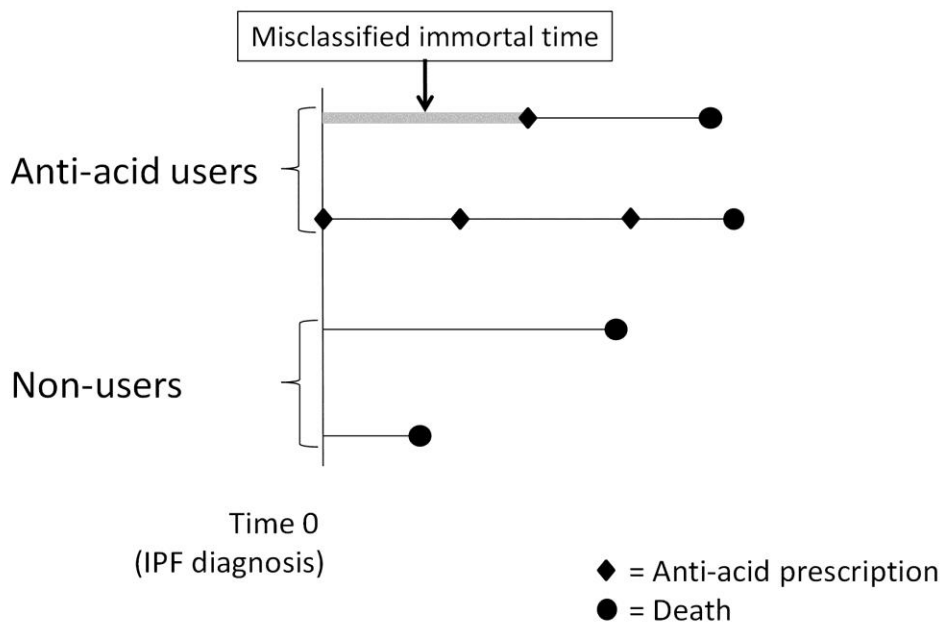 Misclassified immortal time
Anti-acid users
Non-users
Time 0
(IPF diagnosis)
= Anti-acid prescription
= Death